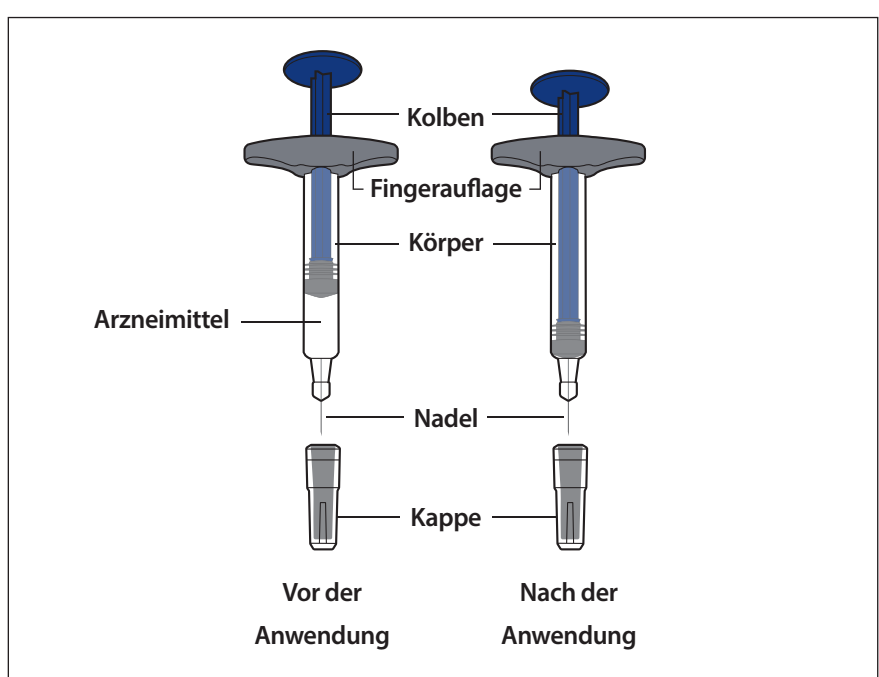 Kolben
Fingerauflage
Körper
Arzneimittel
Nadel
Kappe
Vor der
Anwendung
Nach der
Anwendung